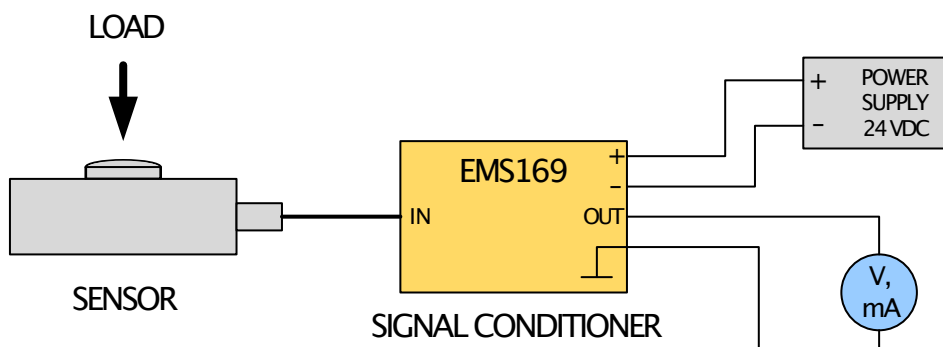 LOAD
SENSOR
EMS169
IN
+
-
OUT
SIGNAL CONDITIONER
+
-
POWER
SUPPLY
24 VDC
V,
mA